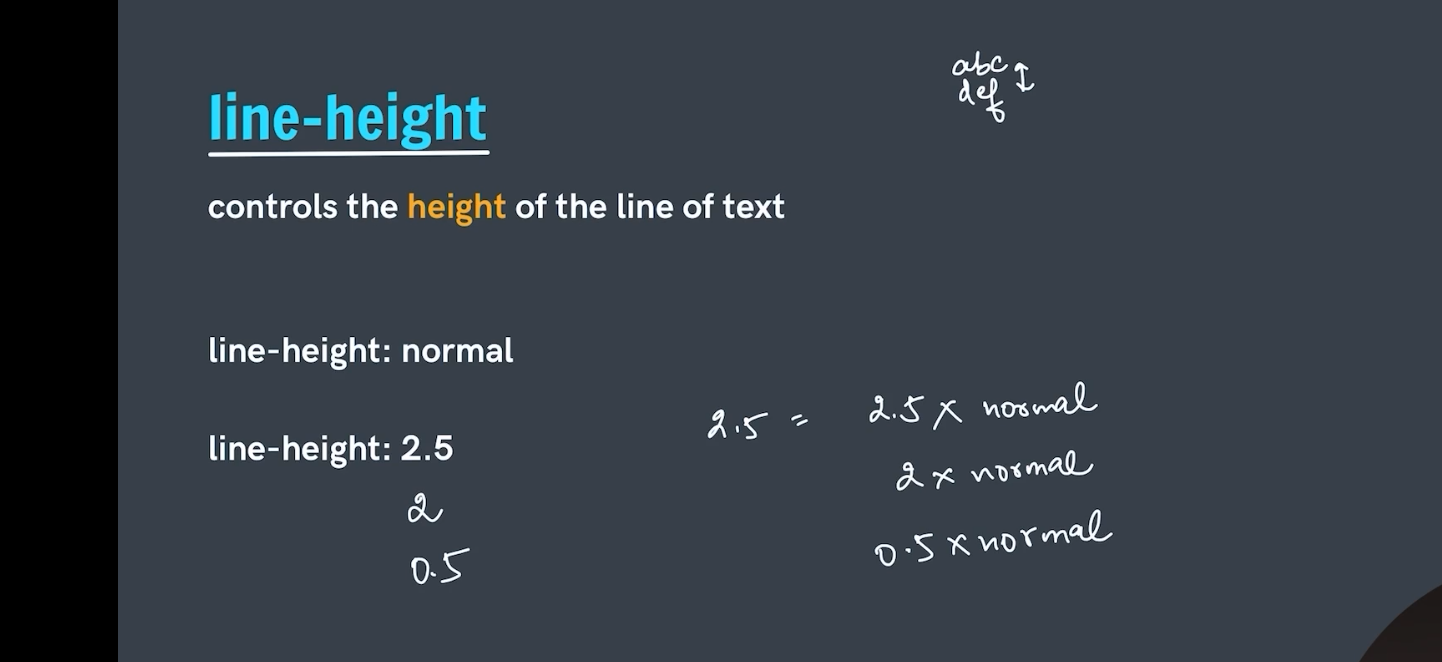 abc
def
line-height
controls the height of the line of text
line-height: normal
2.5 = 2.5 x normal
line-height: 2.5
2 x normal
2
0.5 x normal
0.5